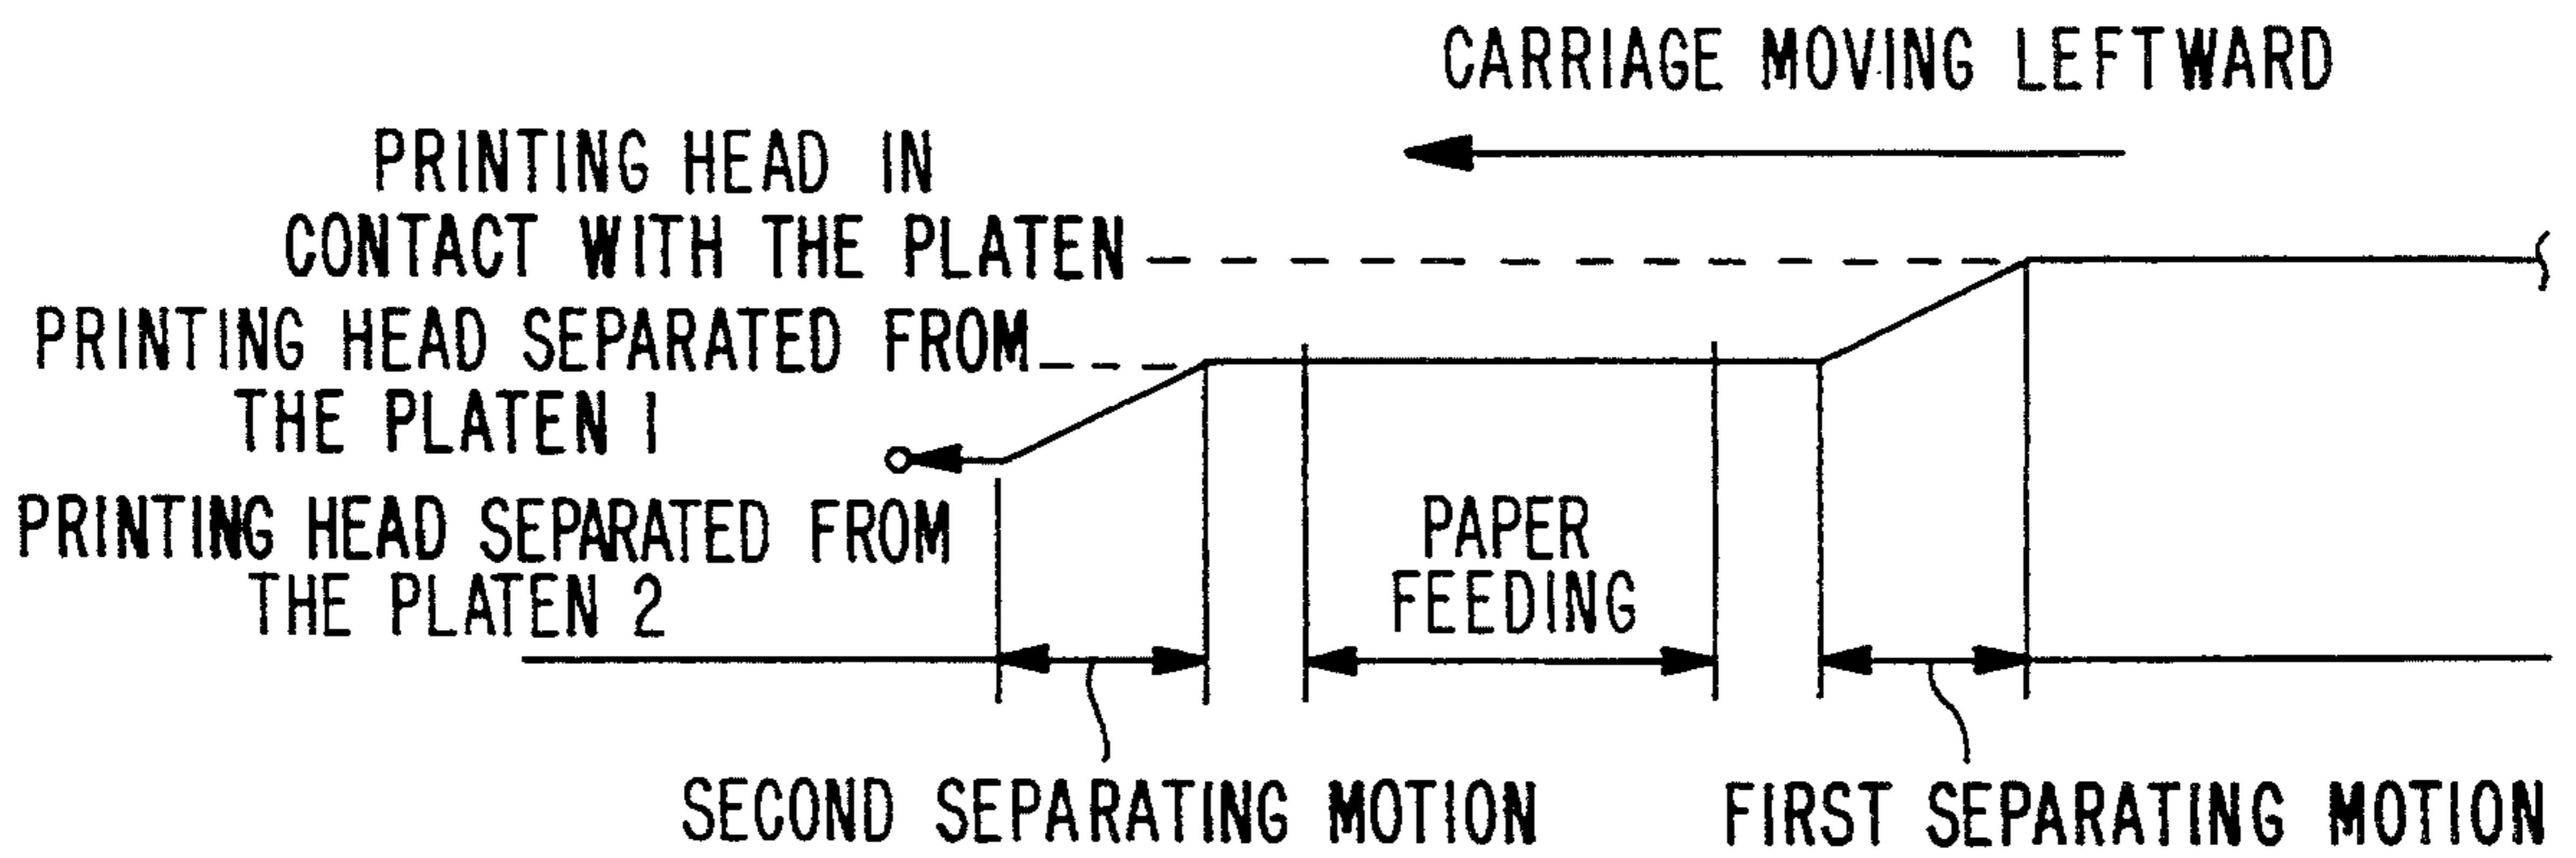 CARRIAGE MOVING LEFTWARD
PRINTING HEAD IN
CONTACT WITH THE PLATEN
PRINTING HEAD SEPARATED FROM
THE PLATEN 1
PRINTING HEAD SEPARATED FROM
THE PLATEN 2
PAPER
FEEDING
SECOND SEPARATING MOTION
FIRST SEPARATING MOTION